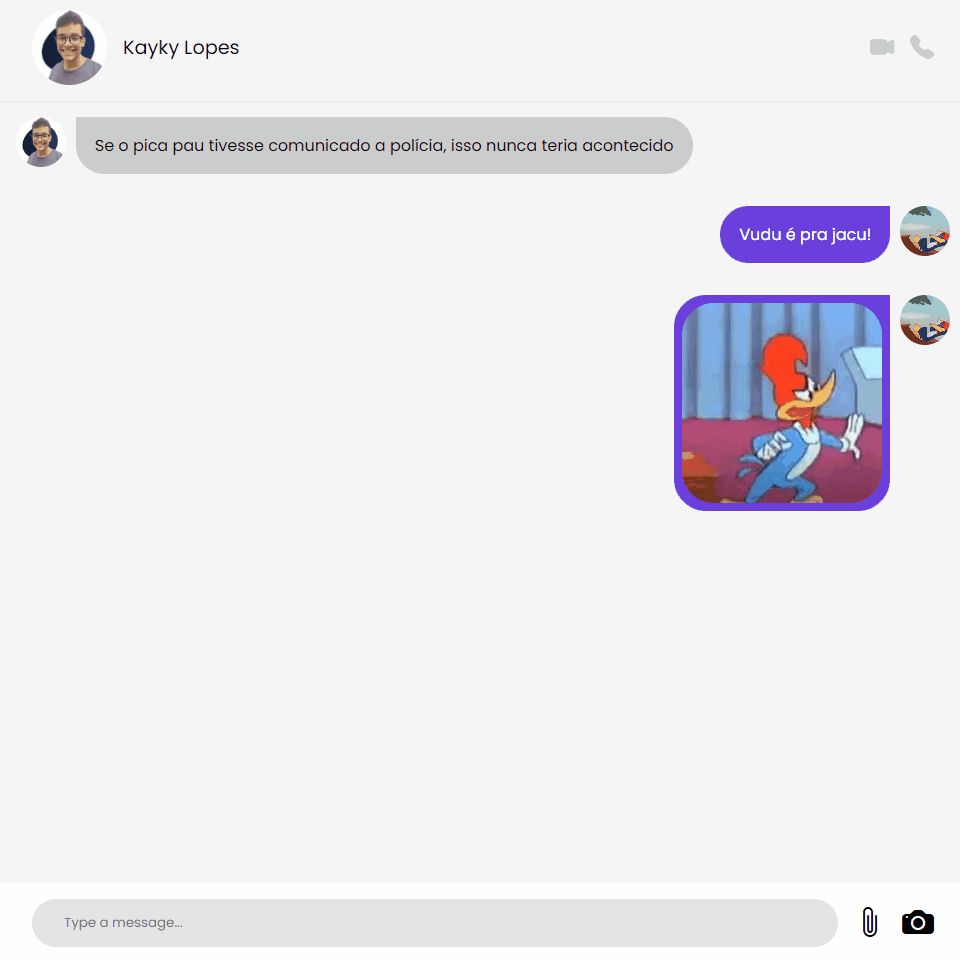 Kayky Lopes
Se o pica pau tivesse comunicado a polícia, isso nunca teria acontecido
Vudu é pra jacu!
Type a message...